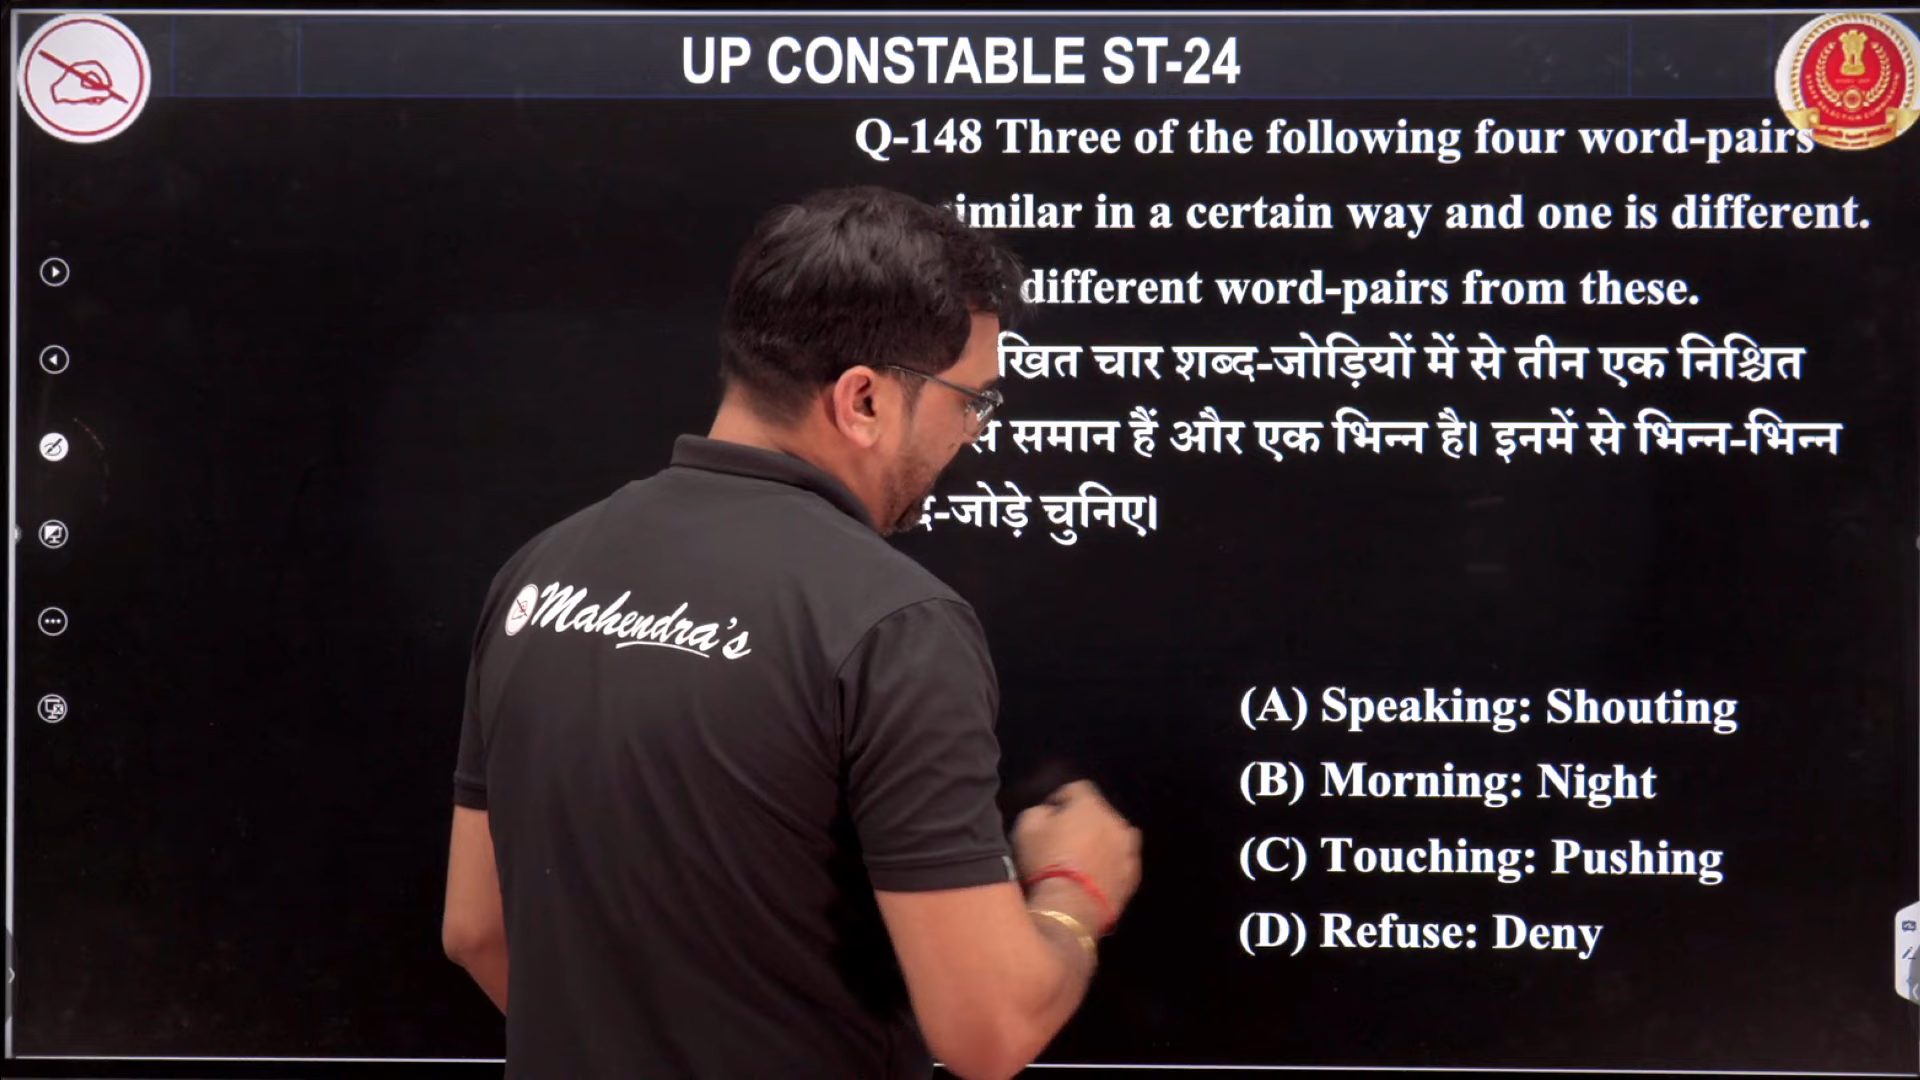 UP CONSTABLE ST-24
Q-148 Three of the following four word-pairs
similar in a certain way and one is different.
different word-pairs from these.
चार शब्द-जोड़ियों में से तीन एक निश्चित
समान हैं और एक भिन्न है। इनमें से भिन्न-भिन्न
जोड़े चुनिए।
Mahendra's
(A) Speaking: Shouting
(B) Morning: Night
(C) Touching: Pushing
(D) Refuse: Deny